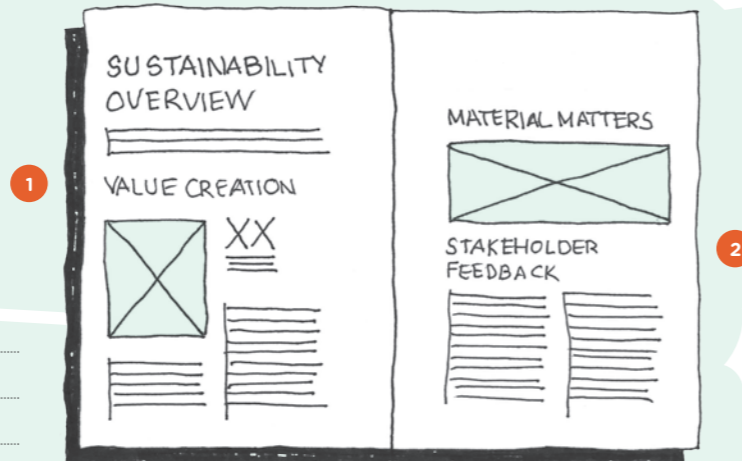 SUSTAINABILITY
OVERVIEW
1
VALUE CREATION
XX
MATERIAL MATTERS
STAKEHOLDER
FEEDBACK
2